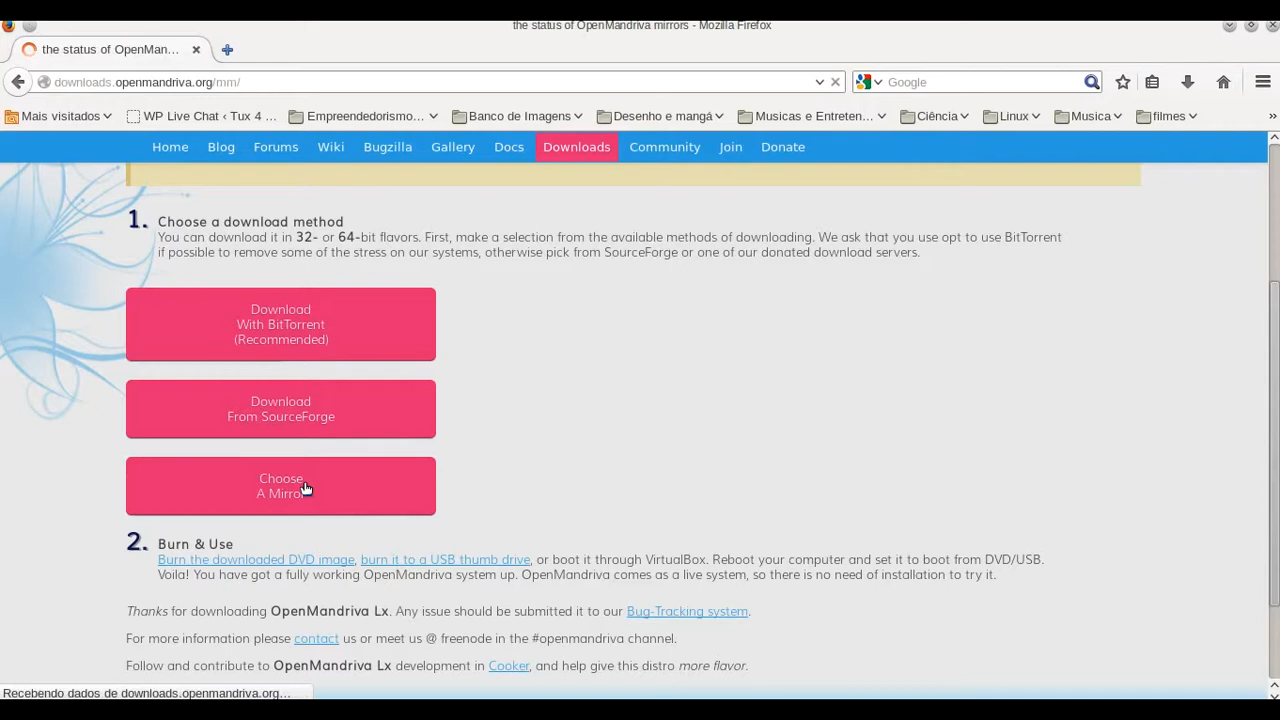 the status of OpenMandriva mirrors - Mozilla Firefox
the status of OpenMan...
downloads.openmandriva.org/mm/
Google
Mais visitados
WP Live Chat ‹ Tux 4 ...
Empreendedorismo...
Banco de Imagens
Desenho e mangá
Musicas e Entreten...
Ciência
Linux
Musica
filmes
»
Home Blog Forums Wiki Bugzilla Gallery Docs Downloads Community Join Donate
1. Choose a download method
You can download it in 32- or 64-bit flavors. First, make a selection from the available methods of downloading. We ask that you use opt to use BitTorrent
if possible to remove some of the stress on our systems, otherwise pick from SourceForge or one of our donated download servers.
Download
With BitTorrent
(Recommended)
Download
From SourceForge
Choose
A Mirror
2. Burn & Use
Burn the downloaded DVD image, burn it to a USB thumb drive, or boot it through VirtualBox. Reboot your computer and set it to boot from DVD/USB.
Voila! You have got a fully working OpenMandriva system up. OpenMandriva comes as a live system, so there is no need of installation to try it.
Thanks for downloading OpenMandriva Lx. Any issue should be submitted it to our Bug-Tracking system.
For more information please contact us or meet us @ freenode in the #openmandriva channel.
Follow and contribute to OpenMandriva Lx development in Cooker, and help give this distro more flavor.
Recebendo dados de downloads.openmandriva.org...